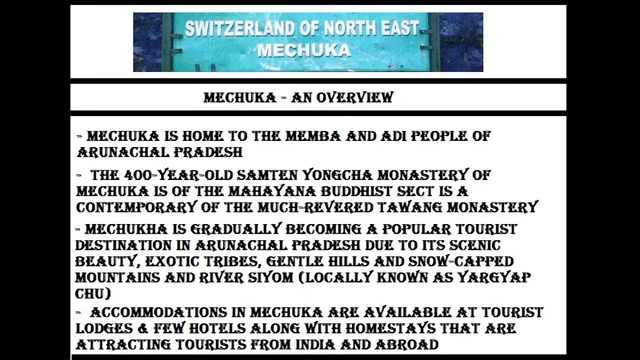 SWITZERLAND OF NORTH EAST
MECHUKA
MECHUKA - AN OVERVIEW
- MECHUKA IS HOME TO THE MEMBA AND ADI PEOPLE OF
ARUNACHAL PRADESH
- THE 400-YEAR-OLD SAMTEN YONGCHA MONASTERY OF
MECHUKA IS OF THE MAHAYANA BUDDHIST SECT IS A
CONTEMPORARY OF THE MUCH-REVERED TAWANG MONASTERY
- MECHUKHA IS GRADUALLY BECOMING A POPULAR TOURIST
DESTINATION IN ARUNACHAL PRADESH DUE TO ITS SCENIC
BEAUTY, EXOTIC TRIBES, GENTLE HILLS AND SNOW-CAPPED
MOUNTAINS AND RIVER SIYOM (LOCALLY KNOWN AS YARGYAP
CHU)
- ACCOMMODATIONS IN MECHUKA ARE AVAILABLE AT TOURIST
LODGES & FEW HOTELS ALONG WITH HOMESTAYS THAT ARE
ATTRACTING TOURISTS FROM INDIA AND ABROAD